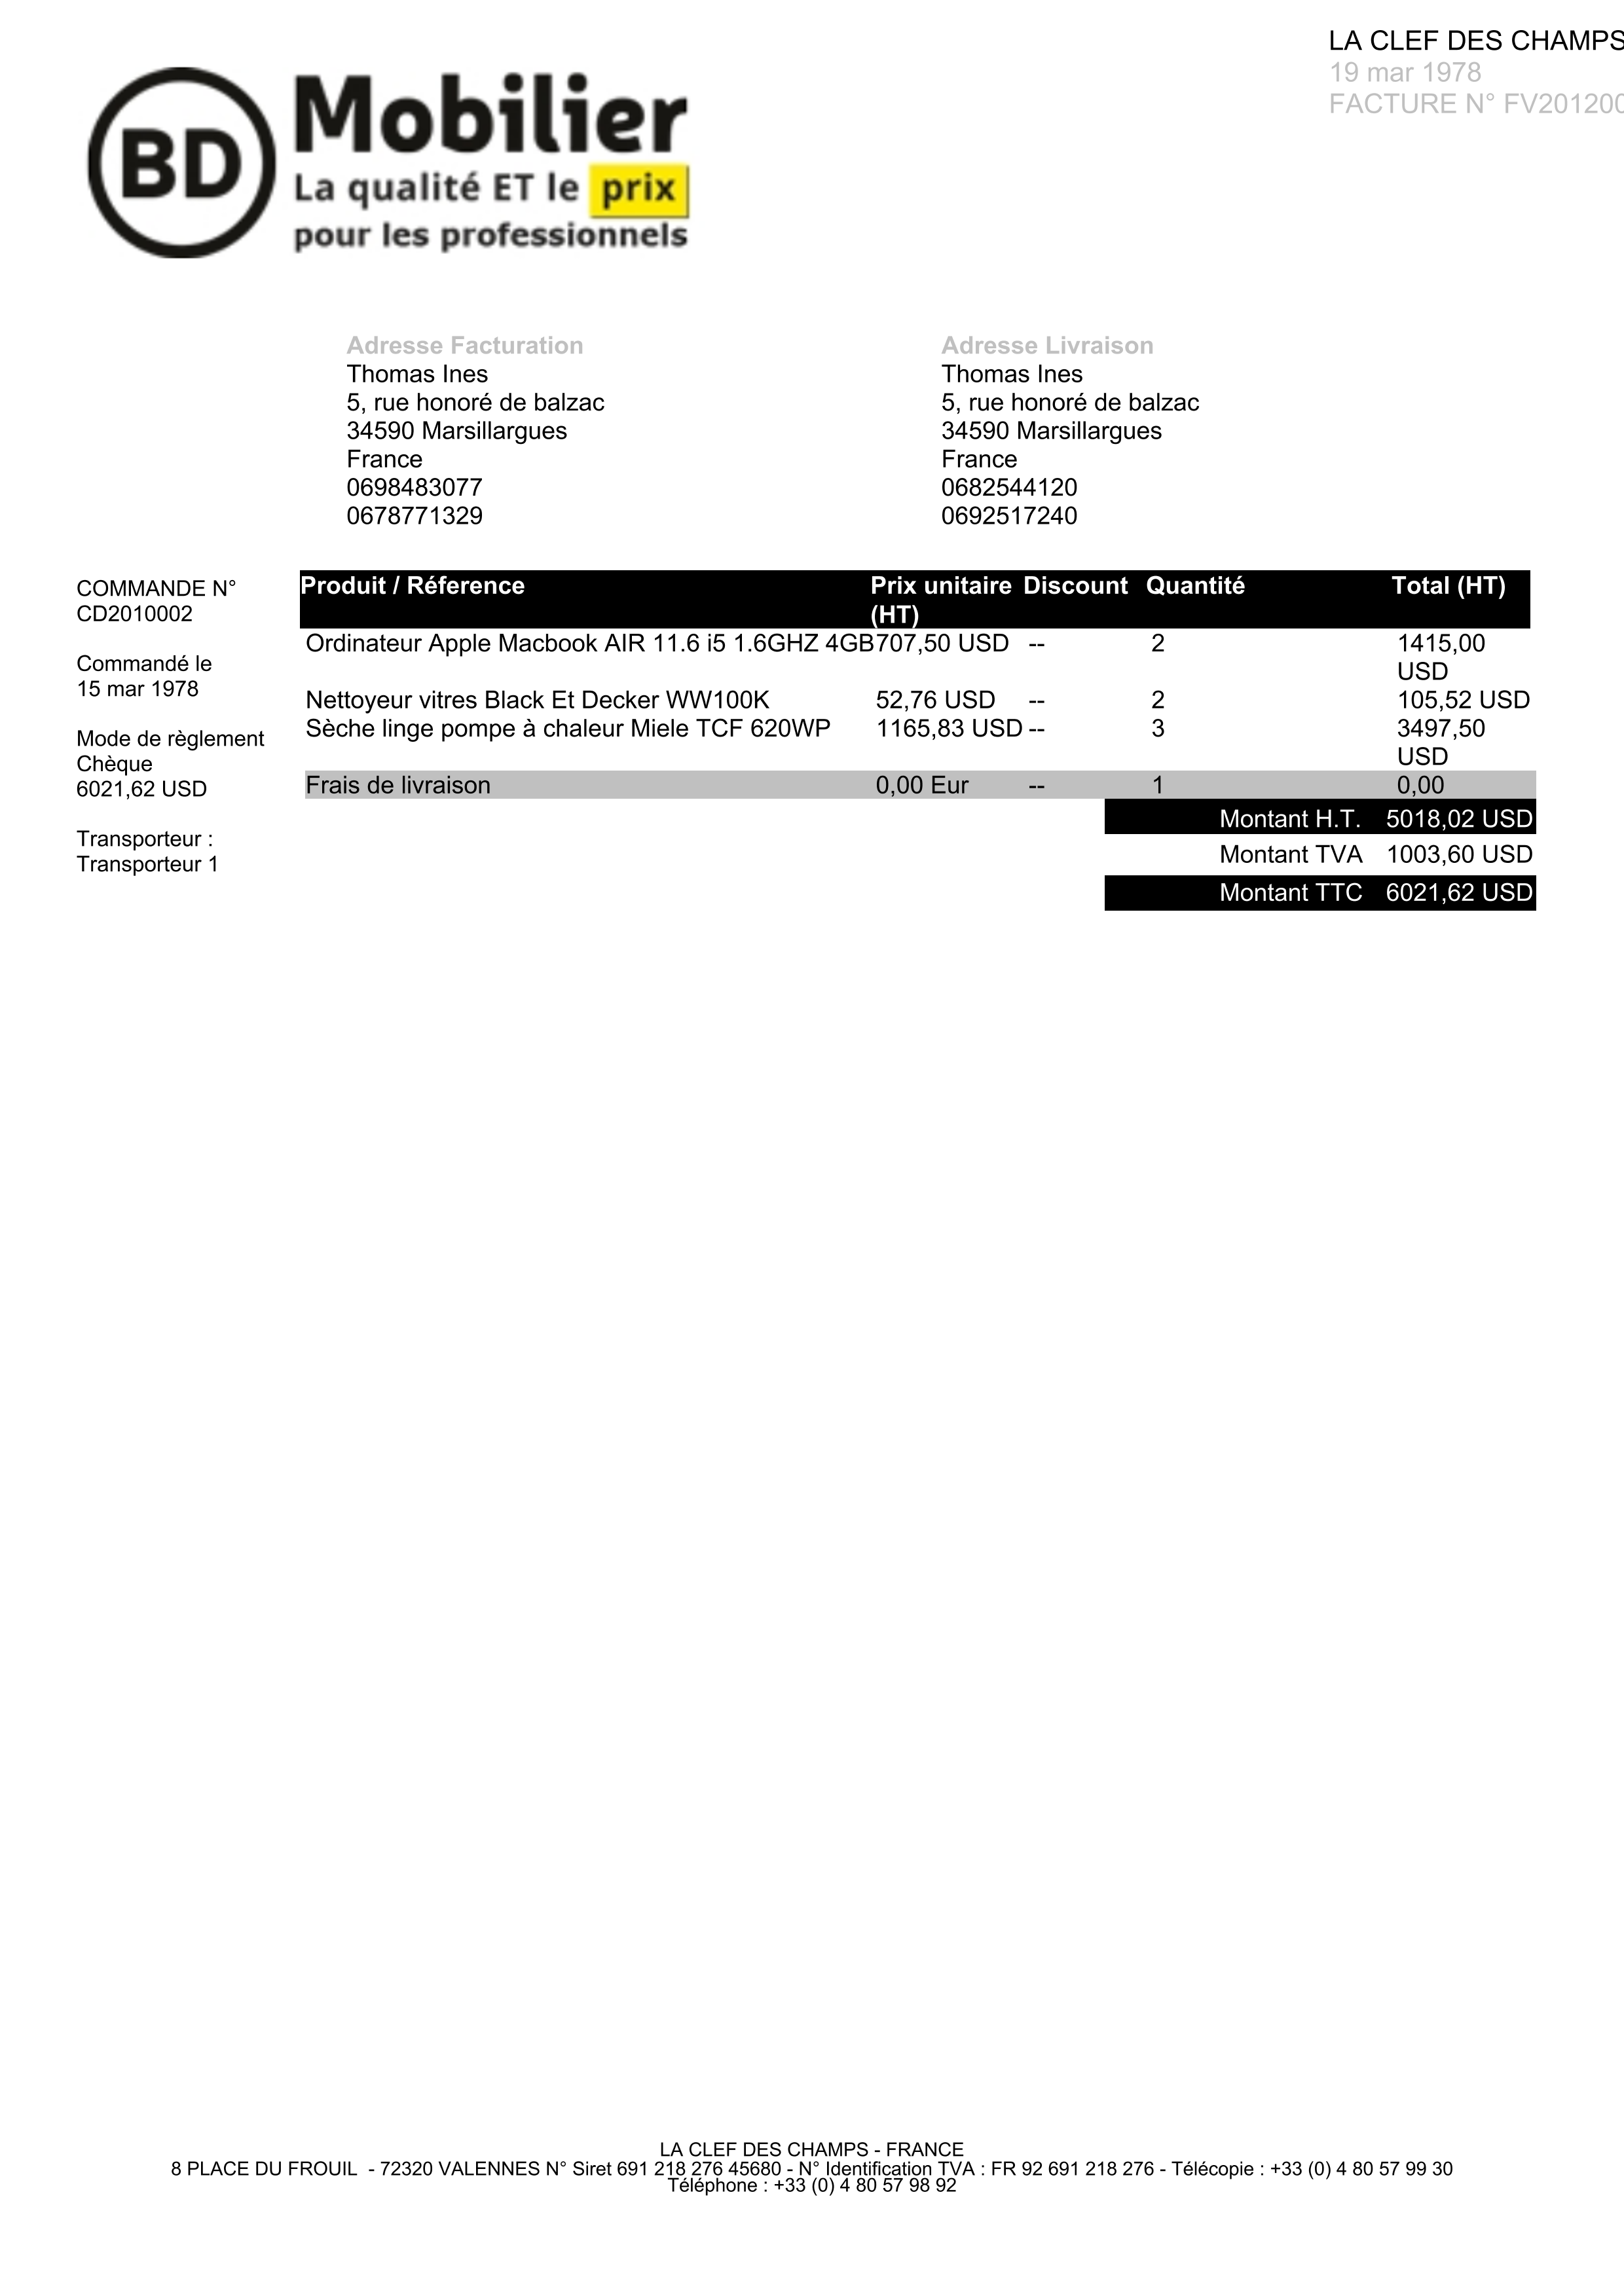 LA CLEF DES CHAMPS
19 mar 1978
FACTURE N° FV201200
BD
Mobilier
La qualité ET le prix
pour les professionnels
Adresse Facturation
Thomas Ines
5, rue honoré de balzac
34590 Marsillargues
France
0698483077
0678771329
Adresse Livraison
Thomas Ines
5, rue honoré de balzac
34590 Marsillargues
France
0682544120
0692517240
COMMANDE N°
CD2010002
Commandé le
15 mar 1978
Mode de règlement
Chèque
6021,62 USD
Transporteur :
Transporteur 1
Produit / Réference Prix unitaire (HT) Discount Quantité Total (HT)
Ordinateur Apple Macbook AIR 11.6 i5 1.6GHZ 4GB 707,50 USD -- 2 1415,00 USD
Nettoyeur vitres Black Et Decker WW100K 52,76 USD -- 2 105,52 USD
Sèche linge pompe à chaleur Miele TCF 620WP 1165,83 USD -- 3 3497,50 USD
Frais de livraison 0,00 Eur -- 1 0,00
Montant H.T. 5018,02 USD
Montant TVA 1003,60 USD
Montant TTC 6021,62 USD
LA CLEF DES CHAMPS - FRANCE
8 PLACE DU FROUIL - 72320 VALENNES N° Siret 691 218 276 45680 - N° Identification TVA : FR 92 691 218 276 - Télécopie : +33 (0) 4 80 57 99 30
Téléphone : +33 (0) 4 80 57 98 92